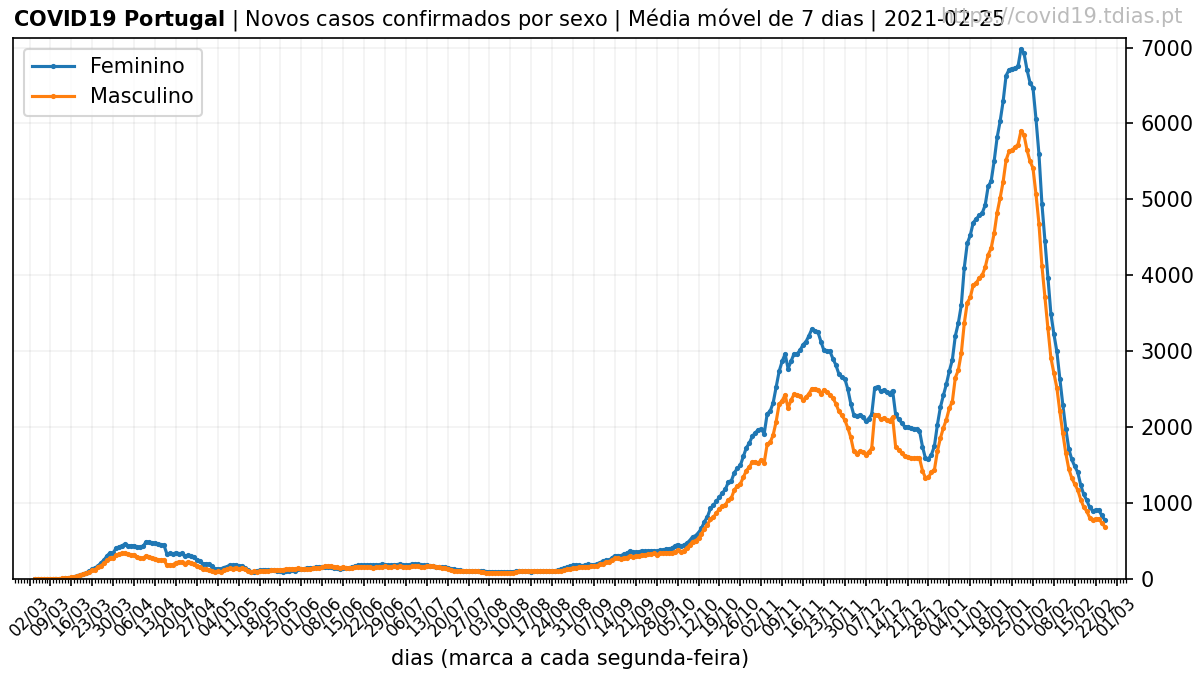 COVID19 Portugal | Novos casos confirmados por sexo | Média móvel de 7 dias | 2021-02-25
https://covid19.tdias.pt
Feminino
Masculino
7000
6000
5000
4000
3000
2000
1000
0
02/03 09/03 16/03 23/03 30/03 06/04 13/04 20/04 27/04 04/05 11/05 18/05 25/05 01/06 08/06 15/06 22/06 29/06 06/07 13/07 20/07 27/07 03/08 10/08 17/08 24/08 31/08 07/09 14/09 21/09 28/09 05/10 12/10 19/10 26/10 02/11 09/11 16/11 23/11 30/11 07/12 14/12 21/12 28/12 04/01 11/01 18/01 25/01 01/02 08/02 15/02 22/02 01/03
dias (marca a cada segunda-feira)